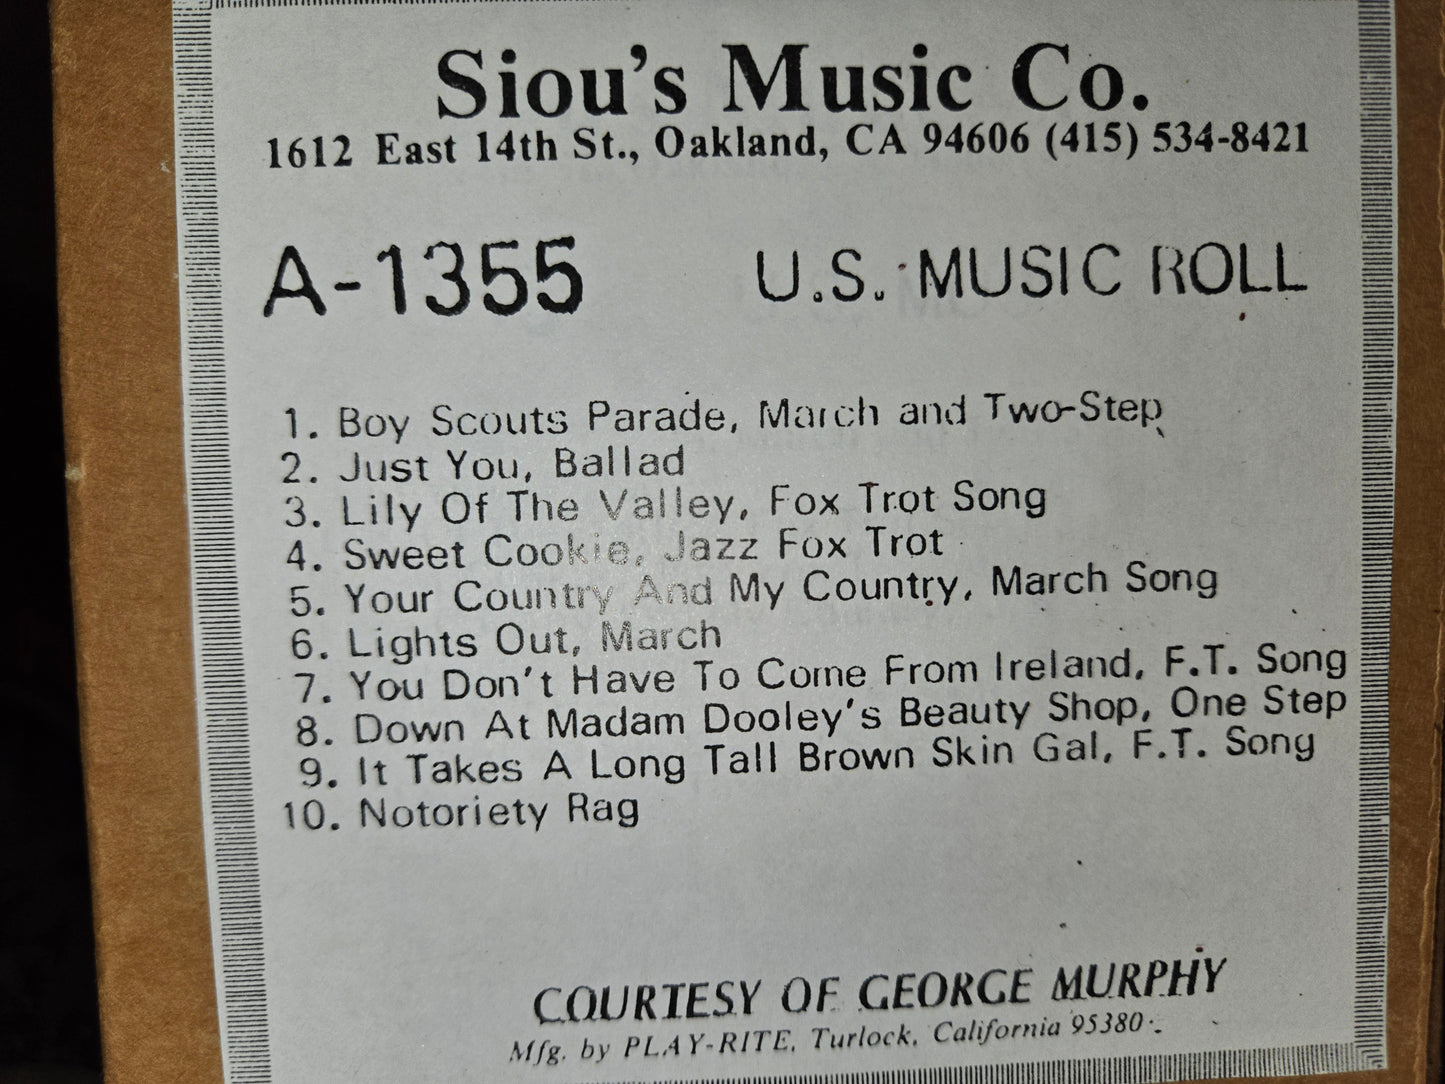 Siou's Music Co.
1612 East 14th St., Oakland, CA 94606 (415) 534-8421
A-1355 U.S. MUSIC ROLL
1. Boy Scouts Parade, March and Two-Step
2. Just You, Ballad
3. Lily Of The Valley, Fox Trot Song
4. Sweet Cookie, Jazz Fox Trot
5. Your Country And My Country, March Song
6. Lights Out, March
7. You Don't Have To Come From Ireland, F.T. Song
8. Down At Madam Dooley's Beauty Shop, One Step
9. It Takes A Long Tall Brown Skin Gal, F.T. Song
10. Notoriety Rag
COURTESY OF GEORGE MURPHY
Mfg. by PLAY-RITE, Turlock, California 95380